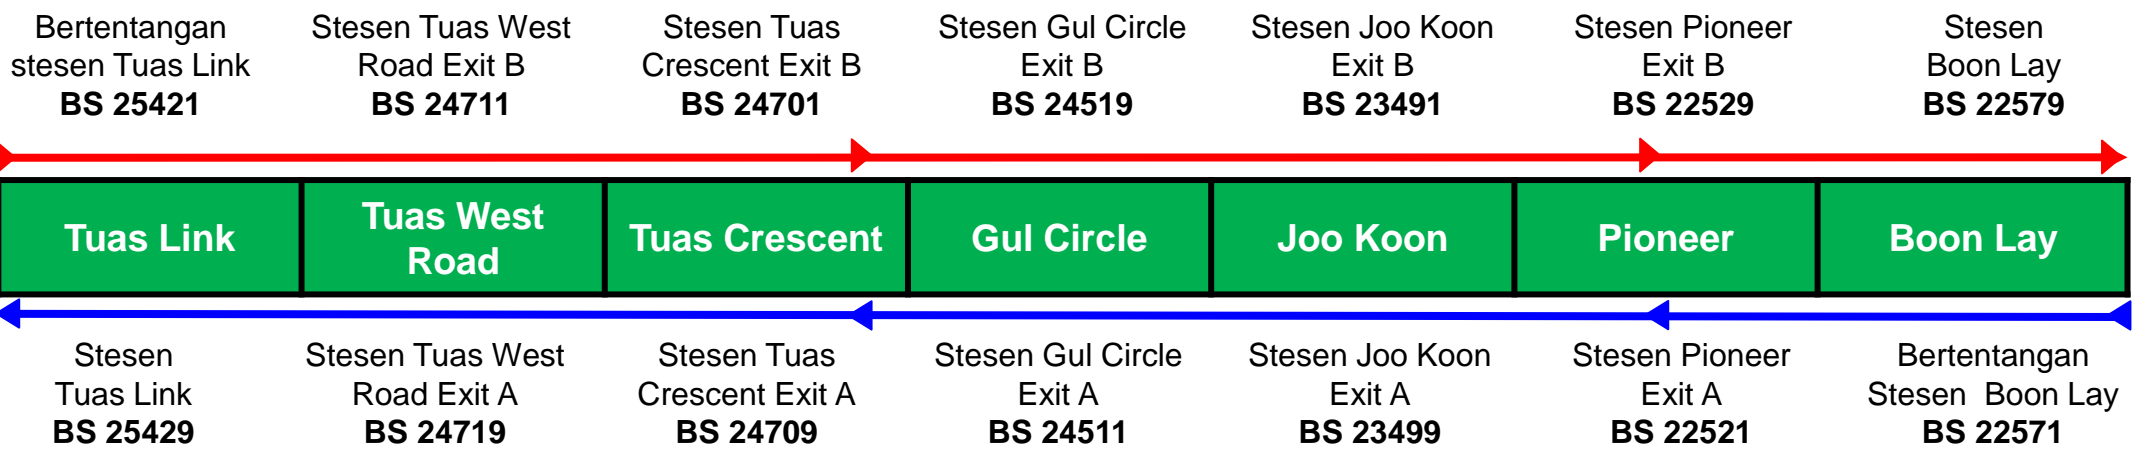 Bertentangan
stesen Tuas Link
BS 25421
Stesen Tuas West
Road Exit B
BS 24711
Stesen Tuas
Crescent Exit B
BS 24701
Stesen Gul Circle
Exit B
BS 24519
Stesen Joo Koon
Exit B
BS 23491
Stesen Pioneer
Exit B
BS 22529
Stesen
Boon Lay
BS 22579
Tuas Link
Tuas West
Road
Tuas Crescent
Gul Circle
Joo Koon
Pioneer
Boon Lay
Stesen
Tuas Link
BS 25429
Stesen Tuas West
Road Exit A
BS 24719
Stesen Tuas
Crescent Exit A
BS 24709
Stesen Gul Circle
Exit A
BS 24511
Stesen Joo Koon
Exit A
BS 23499
Stesen Pioneer
Exit A
BS 22521
Bertentangan
Stesen  Boon Lay
BS 22571